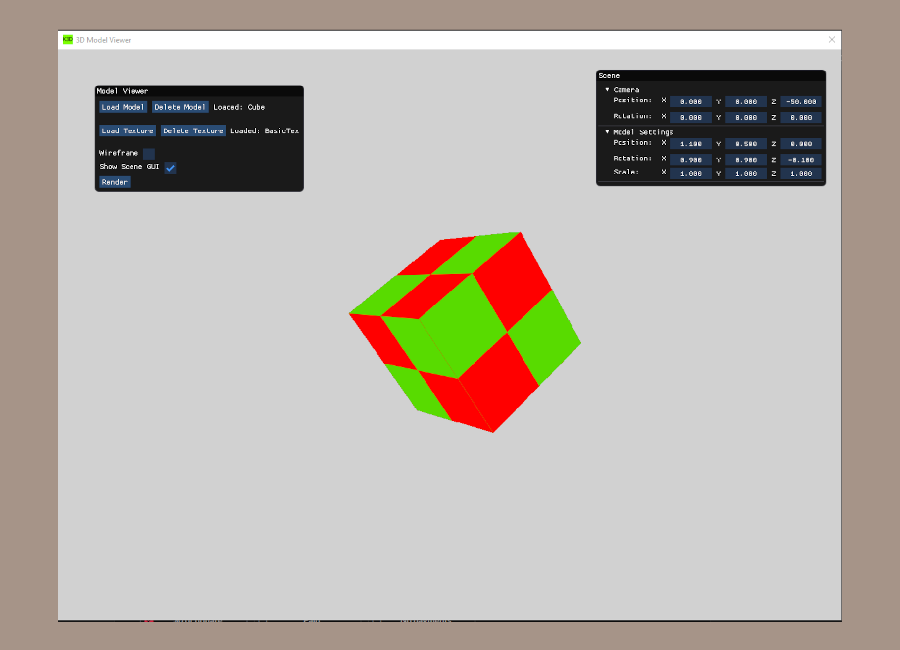 K3D 3D Model Viewer
Model Viewer
Load Model Delete Model Loaded: Cube
Load Texture Delete Texture Loaded: BasicTex
Wireframe
Show Scene GUI
Render
Scene
Camera
Position: X 0.000 Y 0.000 Z -50.000
Rotation: X 0.000 Y 0.000 Z 0.000
Model Settings
Position: X 1.100 Y 0.500 Z 0.000
Rotation: X 0.900 Y 0.900 Z -0.100
Scale: X 1.000 Y 1.000 Z 1.000